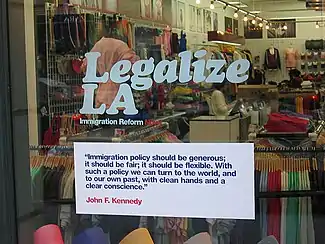 Legalize
LA
Immigration Reform Now
"Immigration policy should be generous;
it should be fair; it should be flexible. With
such a policy we can turn to the world, and
to our own past, with clean hands and a
clear conscience."
John F. Kennedy